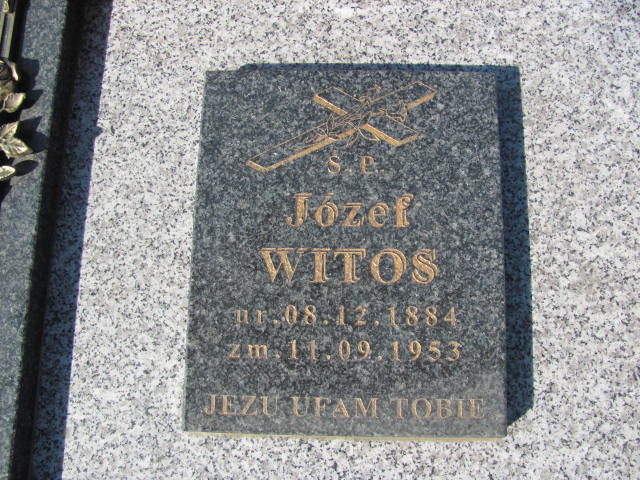 Ś.P.
Józef
WITOS
ur.08.12.1884
zm.11.09.1953
JEZU UFAM TOBIE